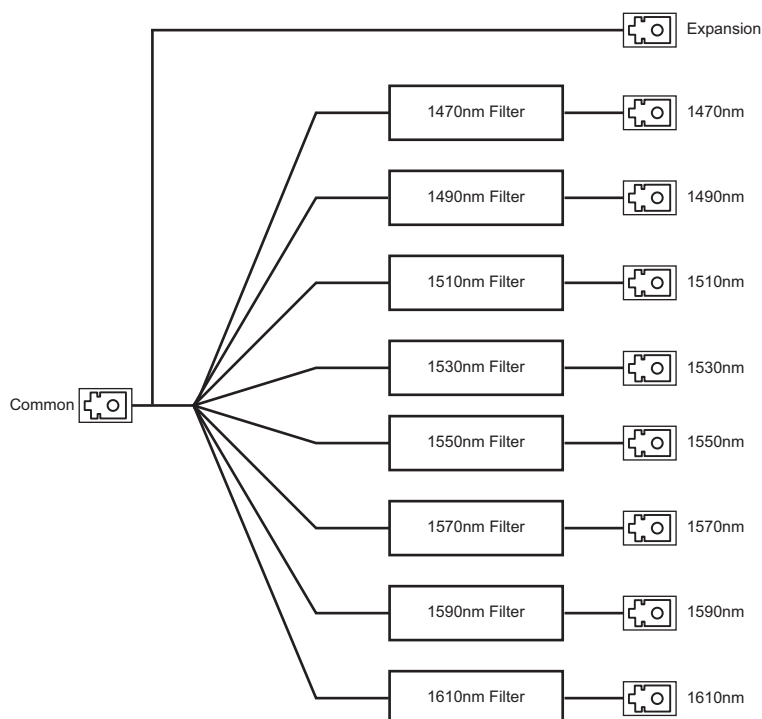 Expansion
1470nm Filter 1470nm
1490nm Filter 1490nm
1510nm Filter 1510nm
1530nm Filter 1530nm
Common
1550nm Filter 1550nm
1570nm Filter 1570nm
1590nm Filter 1590nm
1610nm Filter 1610nm